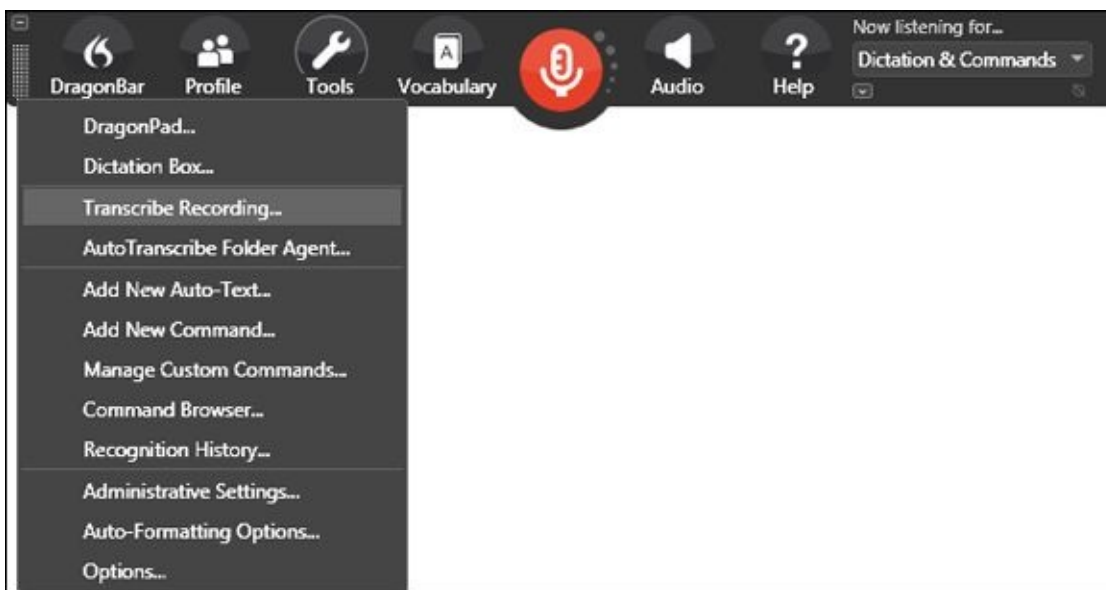 Now listening for...
Dictation & Commands
DragonBar Profile Tools Vocabulary Audio Help
DragonPad...
Dictation Box...
Transcribe Recording...
AutoTranscribe Folder Agent...
Add New Auto-Text...
Add New Command...
Manage Custom Commands...
Command Browser...
Recognition History...
Administrative Settings...
Auto-Formatting Options...
Options...